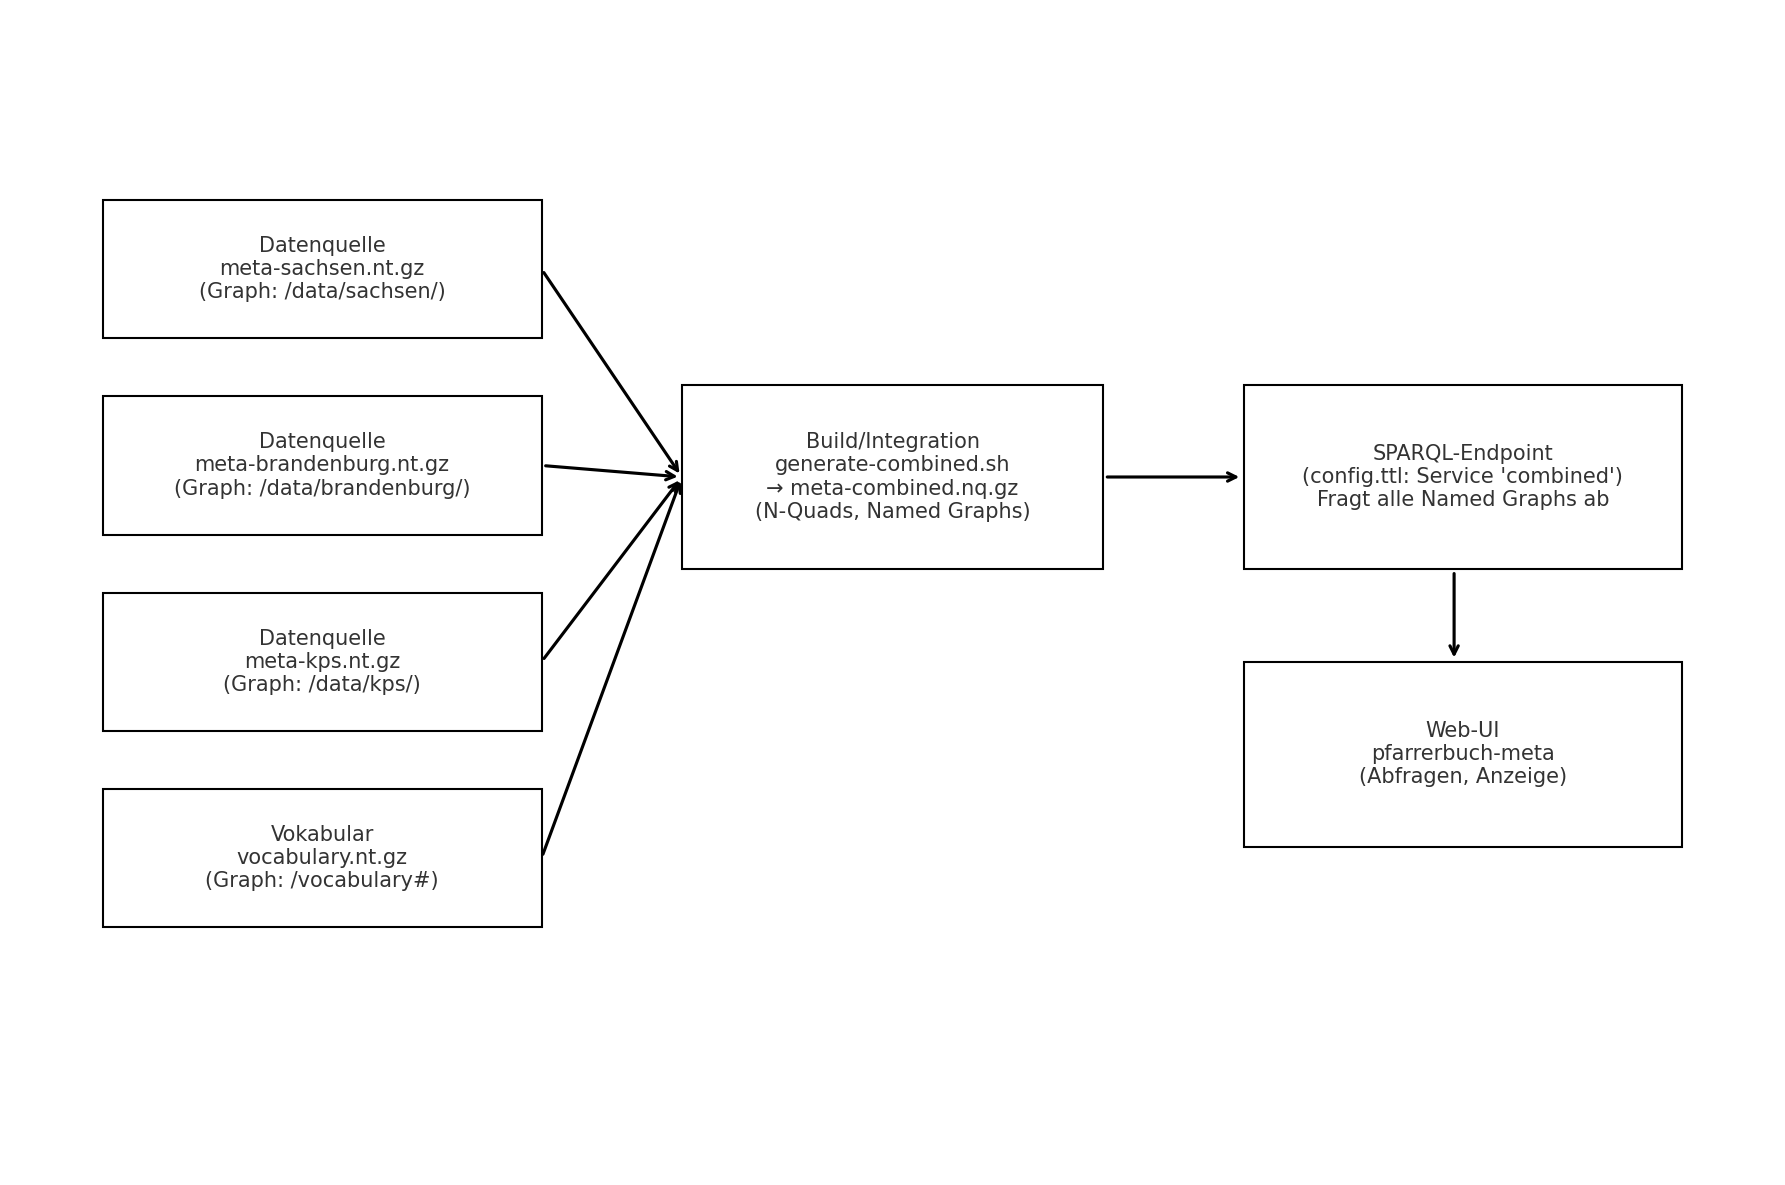 Datenquelle
meta-sachsen.nt.gz
(Graph: /data/sachsen/)
Datenquelle
meta-brandenburg.nt.gz
(Graph: /data/brandenburg/)
Datenquelle
meta-kps.nt.gz
(Graph: /data/kps/)
Vokabular
vocabulary.nt.gz
(Graph: /vocabulary#)
Build/Integration
generate-combined.sh
→ meta-combined.nq.gz
(N-Quads, Named Graphs)
SPARQL-Endpoint
(config.ttl: Service 'combined')
Fragt alle Named Graphs ab
Web-UI
pfarrerbuch-meta
(Abfragen, Anzeige)